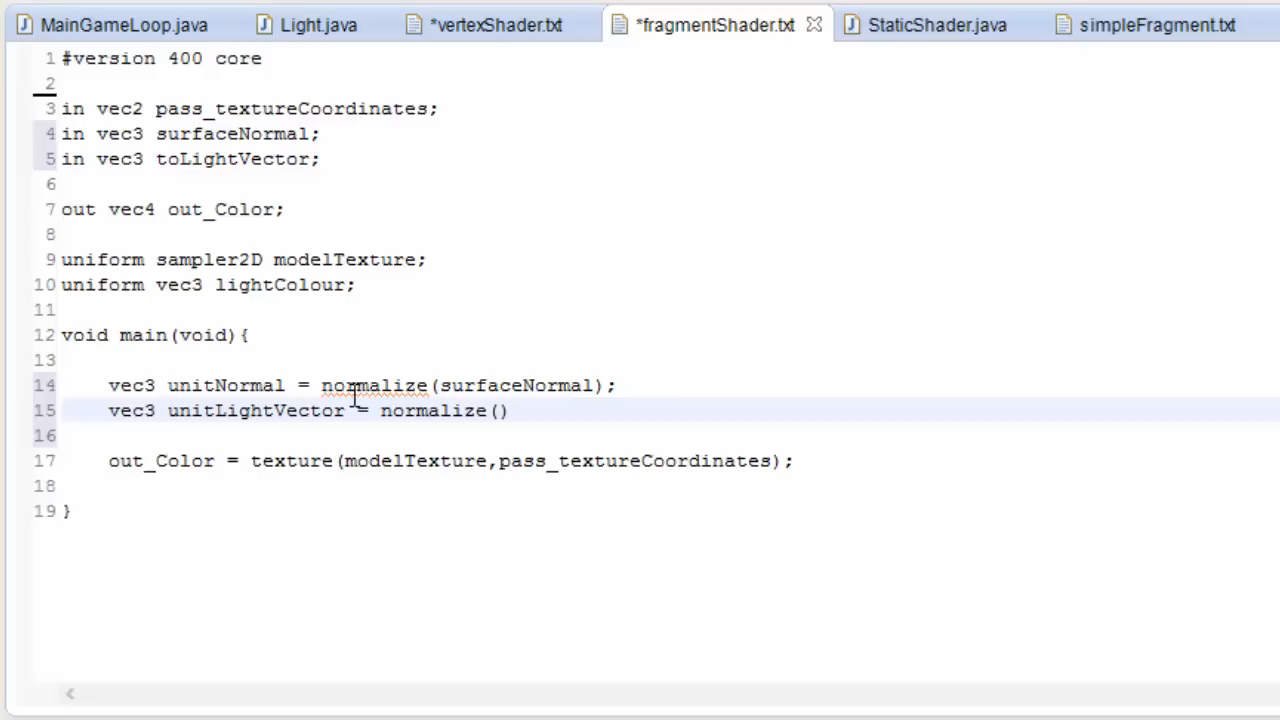 MainGameLoop.java Light.java *vertexShader.txt *fragmentShader.txt StaticShader.java simpleFragment.txt
1 #version 400 core
2
3 in vec2 pass_textureCoordinates;
4 in vec3 surfaceNormal;
5 in vec3 toLightVector;
6
7 out vec4 out_Color;
8
9 uniform sampler2D modelTexture;
10 uniform vec3 lightColour;
11
12 void main(void){
13
14 vec3 unitNormal = normalize(surfaceNormal);
15 vec3 unitLightVector = normalize()
16
17 out_Color = texture(modelTexture,pass_textureCoordinates);
18
19 }